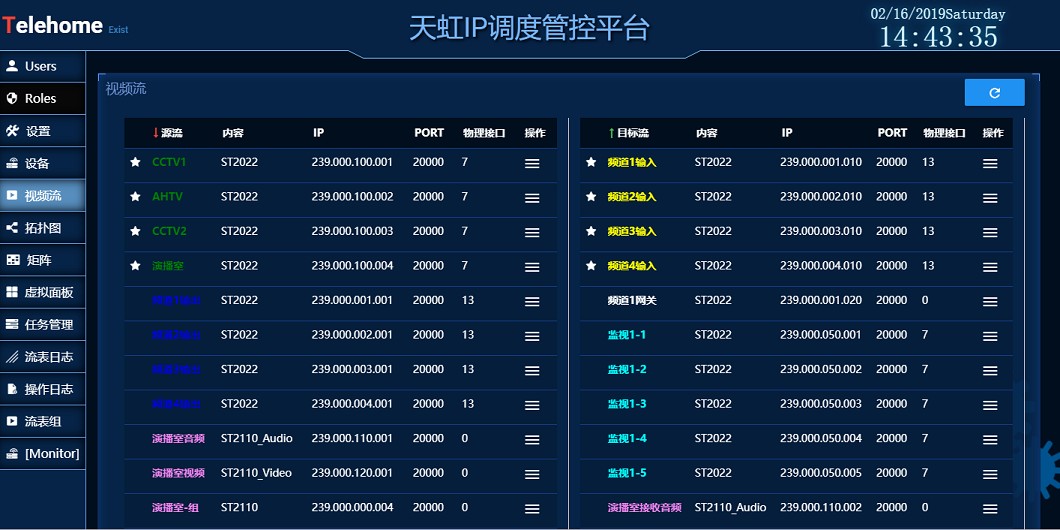 Telehome Exist
天虹IP调度管控平台
02/16/2019Saturday
14:43:35
Users
Roles
设置
设备
视频流
拓扑图
矩阵
虚拟面板
任务管理
流表日志
操作日志
流表组
[Monitor]
视频流
↓源流 内容 IP PORT 物理接口 操作
CCTV1 ST2022 239.000.100.001 20000 7
AHTV ST2022 239.000.100.002 20000 7
CCTV2 ST2022 239.000.100.003 20000 7
演播室 ST2022 239.000.100.004 20000 7
ST2022 239.000.001.001 20000 13
ST2022 239.000.002.001 20000 13
ST2022 239.000.003.001 20000 13
ST2022 239.000.004.001 20000 13
演播室音频 ST2110_Audio 239.000.110.001 20000 0
演播室视频 ST2110_Video 239.000.120.001 20000 0
演播室-组 ST2110 239.000.000.004 20000 0
↑目标流 内容 IP PORT 物理接口 操作
频道1输入 ST2022 239.000.001.010 20000 13
频道2输入 ST2022 239.000.002.010 20000 13
频道3输入 ST2022 239.000.003.010 20000 13
频道4输入 ST2022 239.000.004.010 20000 13
频道1网关 ST2022 239.000.001.020 20000 0
监视1-1 ST2022 239.000.050.001 20000 7
监视1-2 ST2022 239.000.050.002 20000 7
监视1-3 ST2022 239.000.050.003 20000 7
监视1-4 ST2022 239.000.050.004 20000 7
监视1-5 ST2022 239.000.050.005 20000 7
演播室接收音频 ST2110_Audio 239.000.110.002 20000 0